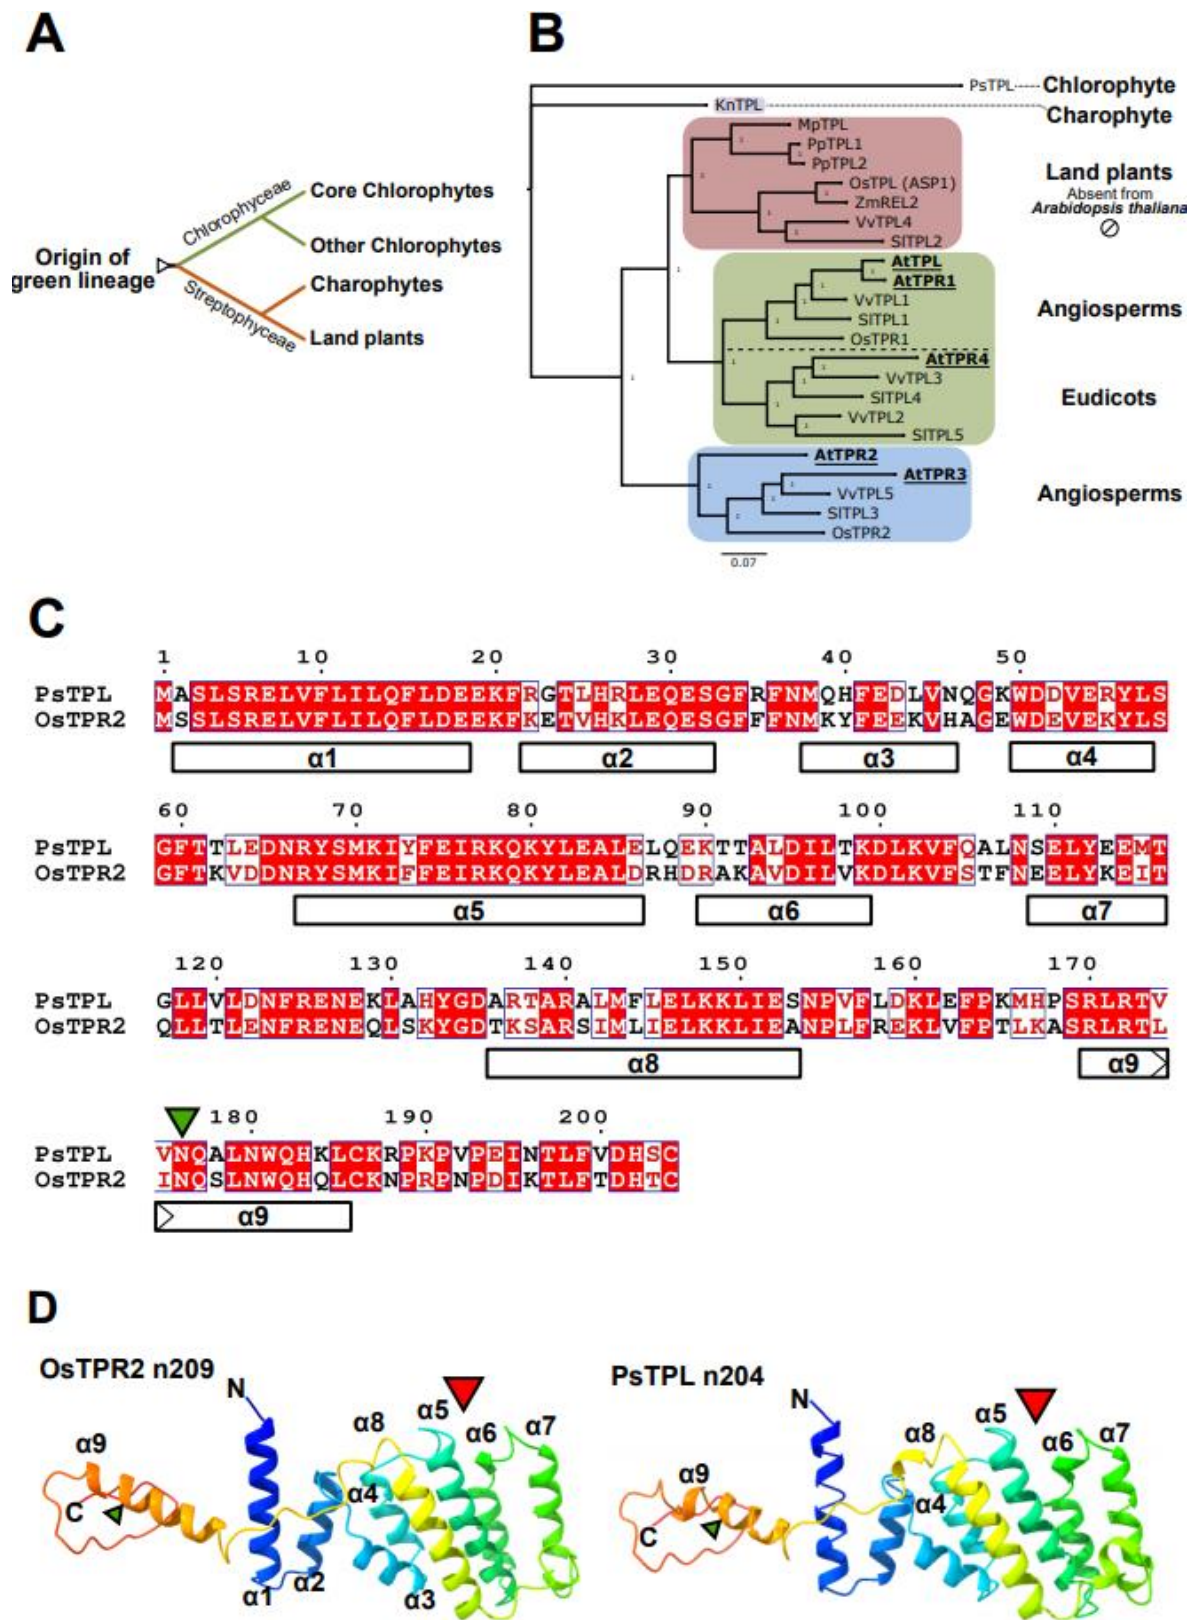 A
B
Chlorophyceae
Core Chlorophytes
Other Chlorophytes
Origin of
green lineage
Streptophyceae
Charophytes
Land plants
PsTPL
Chlorophyte
KnTPL
Charophyte
MpTPL
PpTPL1
PpTPL2
OsTPL (ASP1)
ZmREL2
VvTPL4
SlTPL2
Land plants
Absent from
Arabidopsis thaliana
AtTPL
AtTPR1
VvTPL1
SlTPL1
OsTPR1
Angiosperms
AtTPR4
VvTPL3
SlTPL4
VvTPL2
SlTPL5
Eudicots
AtTPR2
AtTPR3
VvTPL5
SlTPL3
OsTPR2
Angiosperms
0.07
C
1 10 20 30 40 50
PsTPL MASLSRELVFLILQFLDEEKFRGTLHRLEQESGFRFNMQHFEDLVNQGKWDDVERYLS
OsTPR2 MSSLSRELVFLILQFLDEEKFKETVHKLEQESGFFFNMKYFEEKVHAGEWDEVEKYLS
α1 α2 α3 α4
60 70 80 90 100 110
PsTPL GFTTLEDNRYSMKIYFEIRKQKYLEALELQEKTTALDILTKDLKVFQALNSELYEEMT
OsTPR2 GFTKVDDNRYSMKIFFEIRKQKYLEALDRHDRAKAVDILVKDLKVFSTFNEELYKEIT
α5 α6 α7
120 130 140 150 160 170
PsTPL GLLVLDNFRENEKLAHYGDARTARALMFLELKKLIESNPVFLDKLEFPKMHPSRLRTV
OsTPR2 QLLTLENFRENEQLSKYGDTKSARSIMLIELKKLIEANPLFREKLVFPTLKASRLRTL
α8 α9
180 190 200
PsTPL VNQALNWQHKLCKRPKPVPEINTLFVDHSC
OsTPR2 INQSLNWQHQLCKNPRPNPDIKTLFTDHTC
α9
D
OsTPR2 n209
N
α9
C
α1
α2
α8
α4
α3
α5
α6
α7
PsTPL n204
N
α9
C
α8
α4
α5
α6
α7